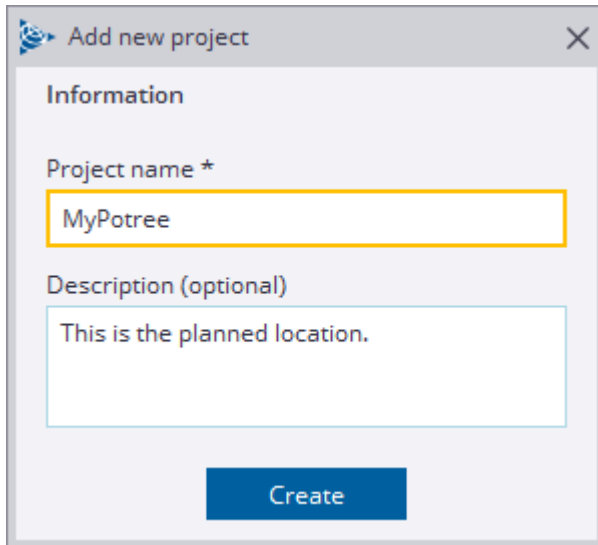 Add new project
Information
Project name *
MyPotree
Description (optional)
This is the planned location.
Create